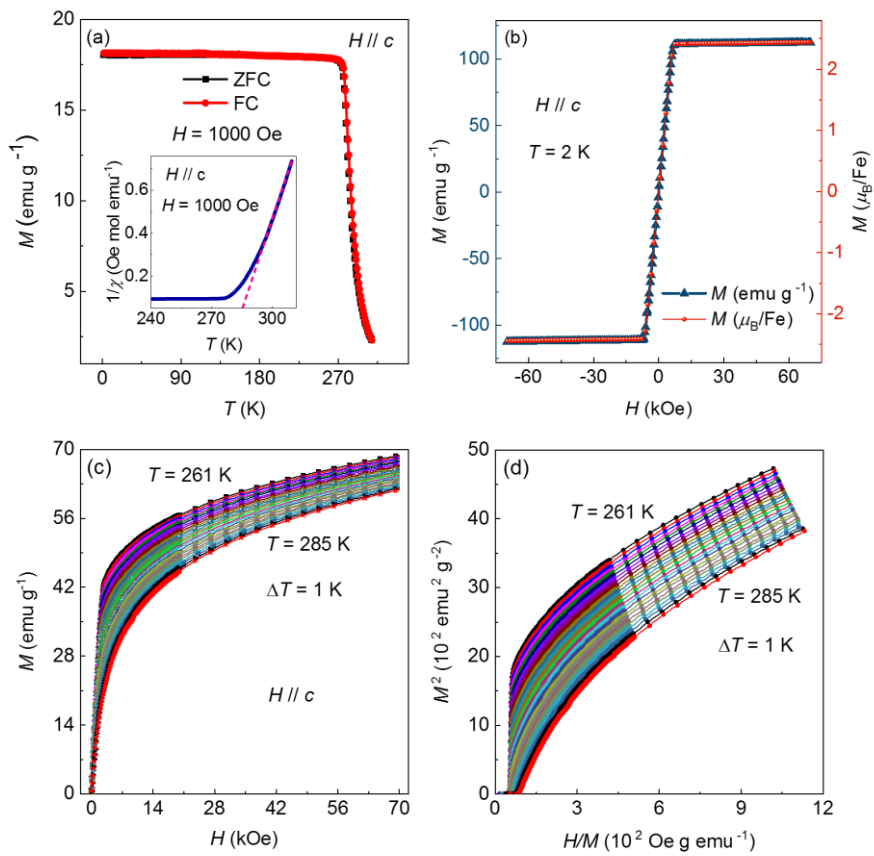 (a)
H // c
ZFC
FC
H = 1000 Oe
H // c
H = 1000 Oe
0.6
0.4
0.2
1/χ (Oe mol emu⁻¹)
240 270 300
T (K)
20
15
10
5
M (emu g⁻¹)
0 90 180 270
T (K)
(b)
H // c
T = 2 K
M (emu g⁻¹)
M (μB/Fe)
100
50
0
-50
-100
M (emu g⁻¹)
2
1
0
-1
-2
M (μB/Fe)
-60 -30 0 30 60
H (kOe)
(c)
T = 261 K
T = 285 K
ΔT = 1 K
H // c
70
56
42
28
14
0
M (emu g⁻¹)
0 14 28 42 56 70
H (kOe)
(d)
T = 261 K
T = 285 K
ΔT = 1 K
50
40
30
20
10
0
M² (10² emu² g⁻²)
0 3 6 9 12
H/M (10² Oe g emu⁻¹)